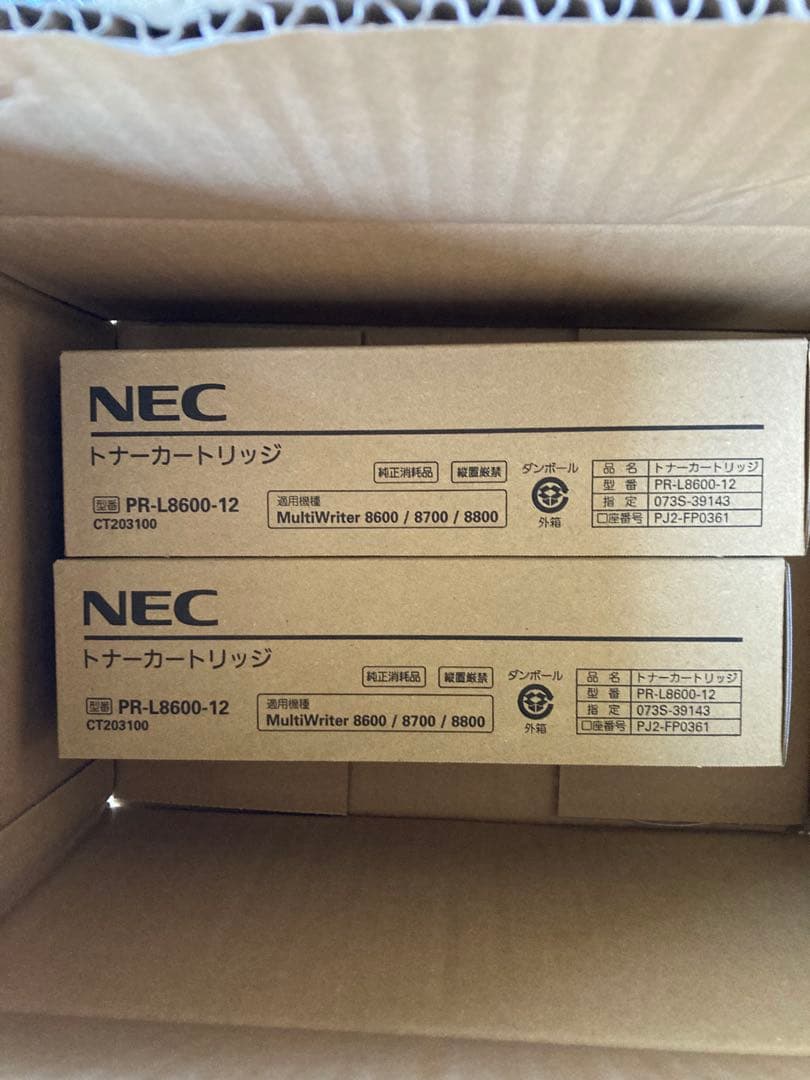 NEC
トナーカートリッジ
純正消耗品 縦置厳禁 ダンボール
外箱
型番 PR-L8600-12
CT203100
適用機種
MultiWriter 8600 / 8700 / 8800
品名 トナーカートリッジ
型番 PR-L8600-12
指定 073S-39143
口座番号 PJ2-FP0361
NEC
トナーカートリッジ
純正消耗品 縦置厳禁 ダンボール
外箱
型番 PR-L8600-12
CT203100
適用機種
MultiWriter 8600 / 8700 / 8800
品名 トナーカートリッジ
型番 PR-L8600-12
指定 073S-39143
口座番号 PJ2-FP0361